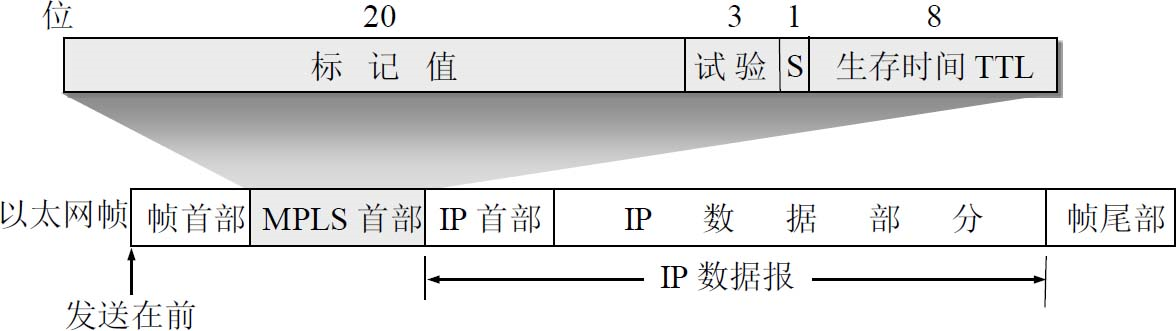 位 20 3 1 8
标 记 值 试 验 S 生存时间 TTL
以太网帧 帧首部 MPLS 首部 IP 首部 IP 数 据 部 分 帧尾部
IP 数据报
发送在前